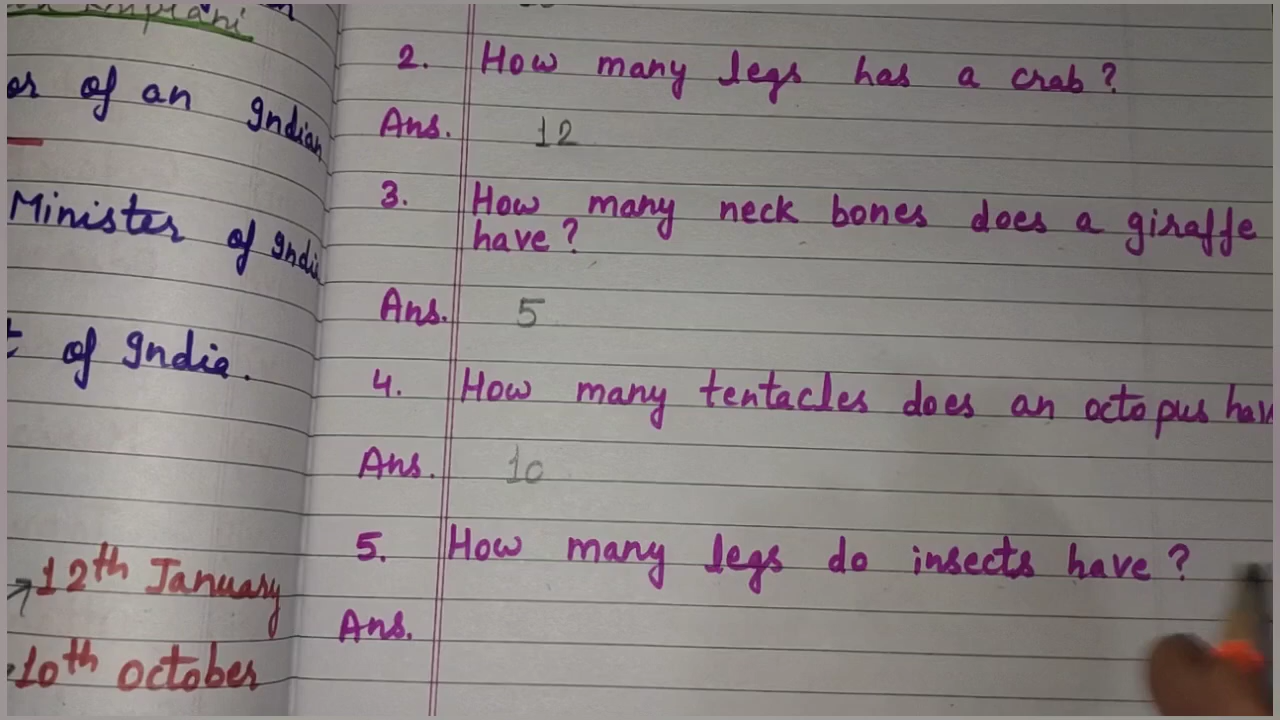 or of an Indian
Minister of Indi
of India.
12th January
10th October
2. How many legs has a crab?
Ans. 12
3. How many neck bones does a giraffe
have?
Ans. 5
4. How many tentacles does an octopus hav
Ans. 10
5. How many legs do insects have?
Ans.